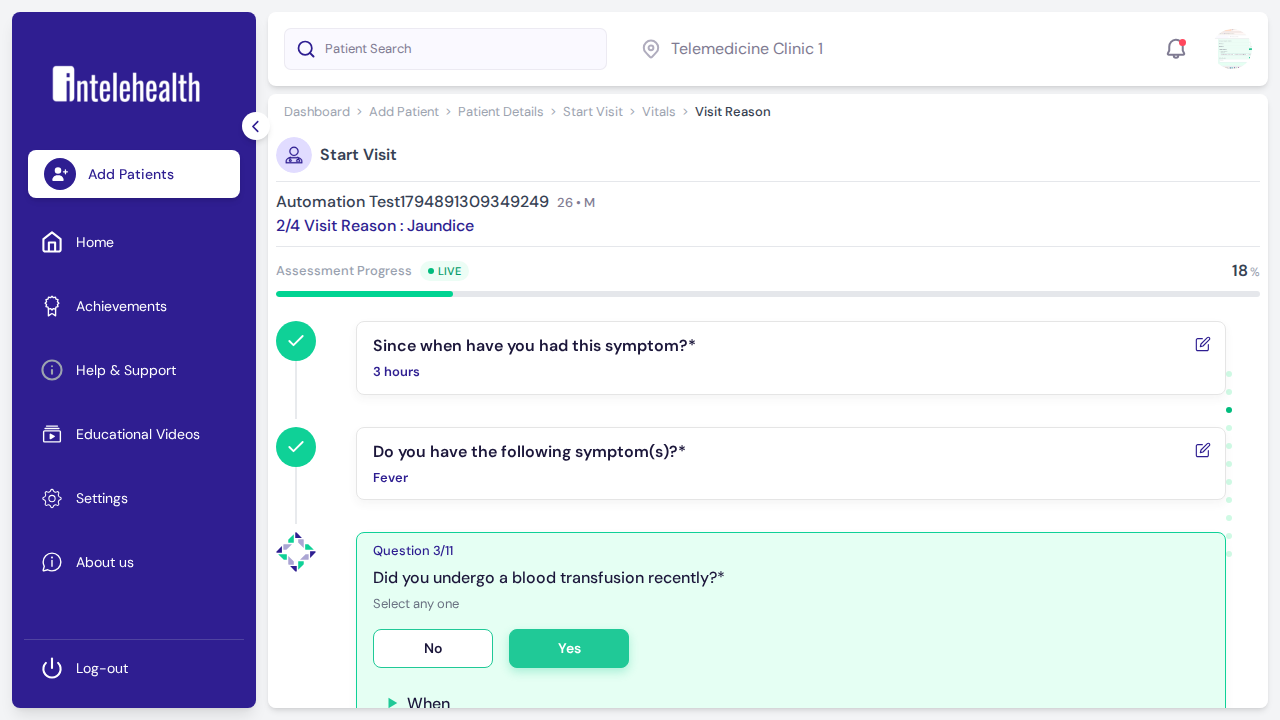 intelehealth
Add Patients
Home
Achievements
Help & Support
Educational Videos
Settings
About us
Log-out
Patient Search
Telemedicine Clinic 1
Dashboard > Add Patient > Patient Details > Start Visit > Vitals > Visit Reason
Start Visit
Automation Test1794891309349249 26 • M
2/4 Visit Reason : Jaundice
Assessment Progress LIVE 18 %
Since when have you had this symptom?*
3 hours
Do you have the following symptom(s)?*
Fever
Question 3/11
Did you undergo a blood transfusion recently?*
Select any one
No Yes
When